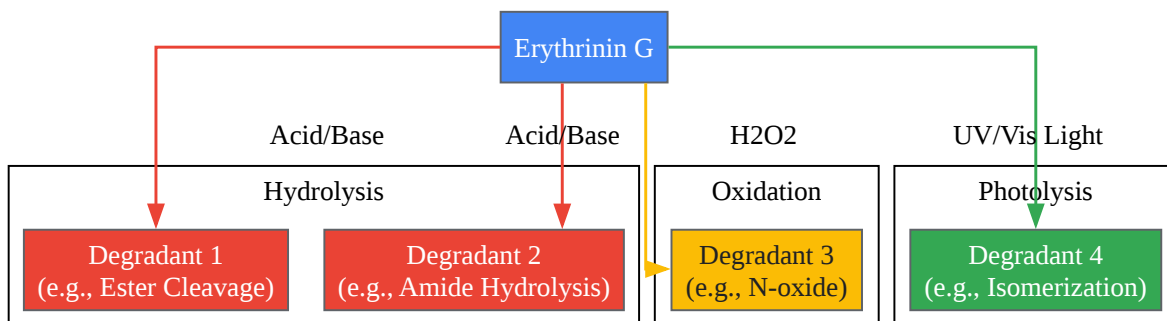 Erythrinin G
Acid/Base
Acid/Base
H2O2
UV/Vis Light
Hydrolysis
Oxidation
Photolysis
Degradant 1
(e.g., Ester Cleavage)
Degradant 2
(e.g., Amide Hydrolysis)
Degradant 3
(e.g., N-oxide)
Degradant 4
(e.g., Isomerization)